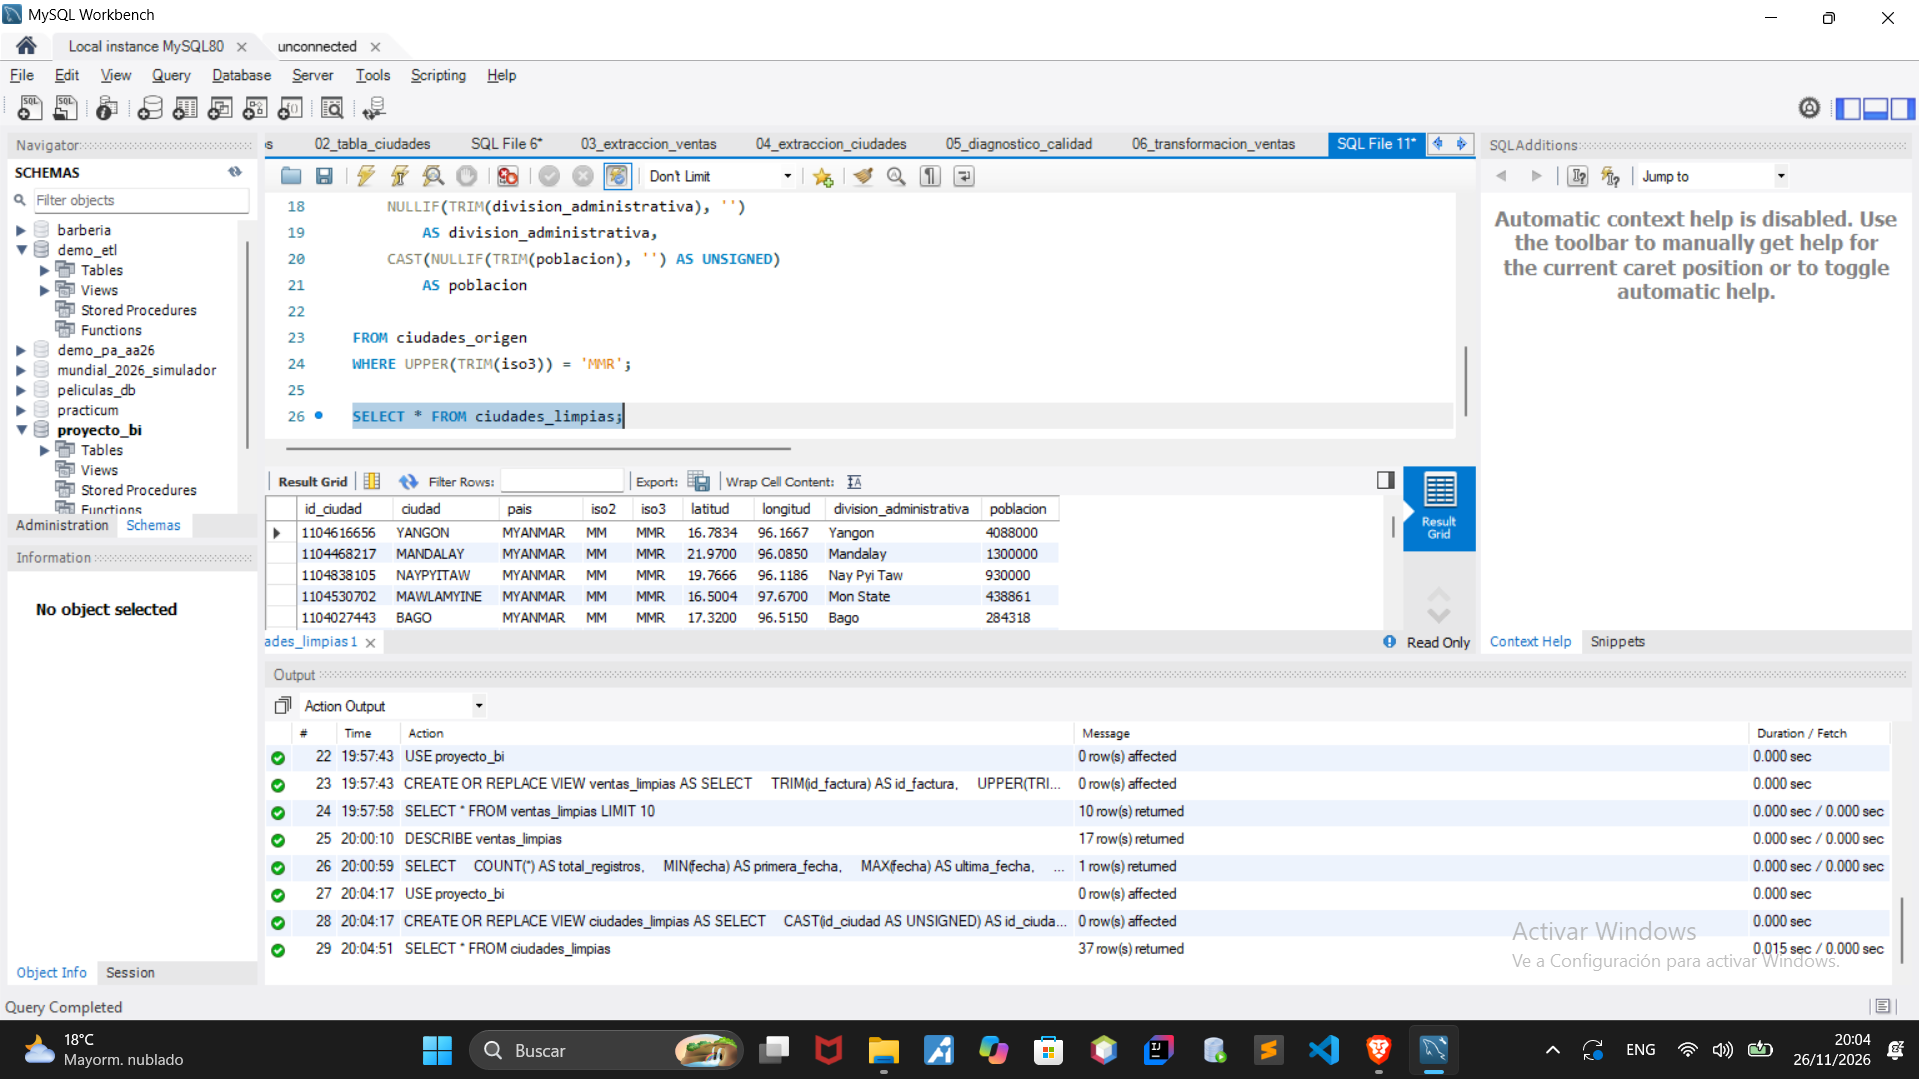 MySQL Workbench
Local instance MySQL80
unconnected
File Edit View Query Database Server Tools Scripting Help
Navigator
SCHEMAS
Filter objects
barberia
demo_etl
Tables
Views
Stored Procedures
Functions
demo_pa_aa26
mundial_2026_simulador
peliculas_db
practicum
proyecto_bi
Tables
Views
Stored Procedures
Functions
Administration Schemas
Information
No object selected
Object Info Session
02_tabla_ciudades SQL File 6* 03_extraccion_ventas 04_extraccion_ciudades 05_diagnostico_calidad 06_transformacion_ventas SQL File 11*
Don't Limit
18 NULLIF(TRIM(division_administrativa), '')
19 AS division_administrativa,
20 CAST(NULLIF(TRIM(poblacion), '') AS UNSIGNED)
21 AS poblacion
22
23 FROM ciudades_origen
24 WHERE UPPER(TRIM(iso3)) = 'MMR';
25
26 SELECT * FROM ciudades_limpias;
Result Grid Filter Rows: Export: Wrap Cell Content:
id_ciudad ciudad pais iso2 iso3 latitud longitud division_administrativa poblacion
1104616656 YANGON MYANMAR MM MMR 16.7834 96.1667 Yangon 4088000
1104468217 MANDALAY MYANMAR MM MMR 21.9700 96.0850 Mandalay 1300000
1104838105 NAYPYITAW MYANMAR MM MMR 19.7666 96.1186 Nay Pyi Taw 930000
1104530702 MAWLAMYINE MYANMAR MM MMR 16.5004 97.6700 Mon State 438861
1104027443 BAGO MYANMAR MM MMR 17.3200 96.5150 Bago 284318
Result Grid
ades_limpias 1
Read Only
SQLAdditions
Jump to
Automatic context help is disabled. Use
the toolbar to manually get help for
the current caret position or to toggle
automatic help.
Context Help Snippets
Output
Action Output
# Time Action Message Duration / Fetch
22 19:57:43 USE proyecto_bi 0 row(s) affected 0.000 sec
23 19:57:43 CREATE OR REPLACE VIEW ventas_limpias AS SELECT TRIM(id_factura) AS id_factura, UPPER(TRI... 0 row(s) affected 0.000 sec
24 19:57:58 SELECT * FROM ventas_limpias LIMIT 10 10 row(s) returned 0.000 sec / 0.000 sec
25 20:00:10 DESCRIBE ventas_limpias 17 row(s) returned 0.000 sec / 0.000 sec
26 20:00:59 SELECT COUNT(*) AS total_registros, MIN(fecha) AS primera_fecha, MAX(fecha) AS ultima_fecha, ... 1 row(s) returned 0.000 sec / 0.000 sec
27 20:04:17 USE proyecto_bi 0 row(s) affected 0.000 sec
28 20:04:17 CREATE OR REPLACE VIEW ciudades_limpias AS SELECT CAST(id_ciudad AS UNSIGNED) AS id_ciuda... 0 row(s) affected 0.000 sec
29 20:04:51 SELECT * FROM ciudades_limpias 37 row(s) returned 0.015 sec / 0.000 sec
Activar Windows
Ve a Configuración para activar Windows.
Query Completed
18°C
Mayorm. nublado
Buscar
ENG
20:04
26/11/2026